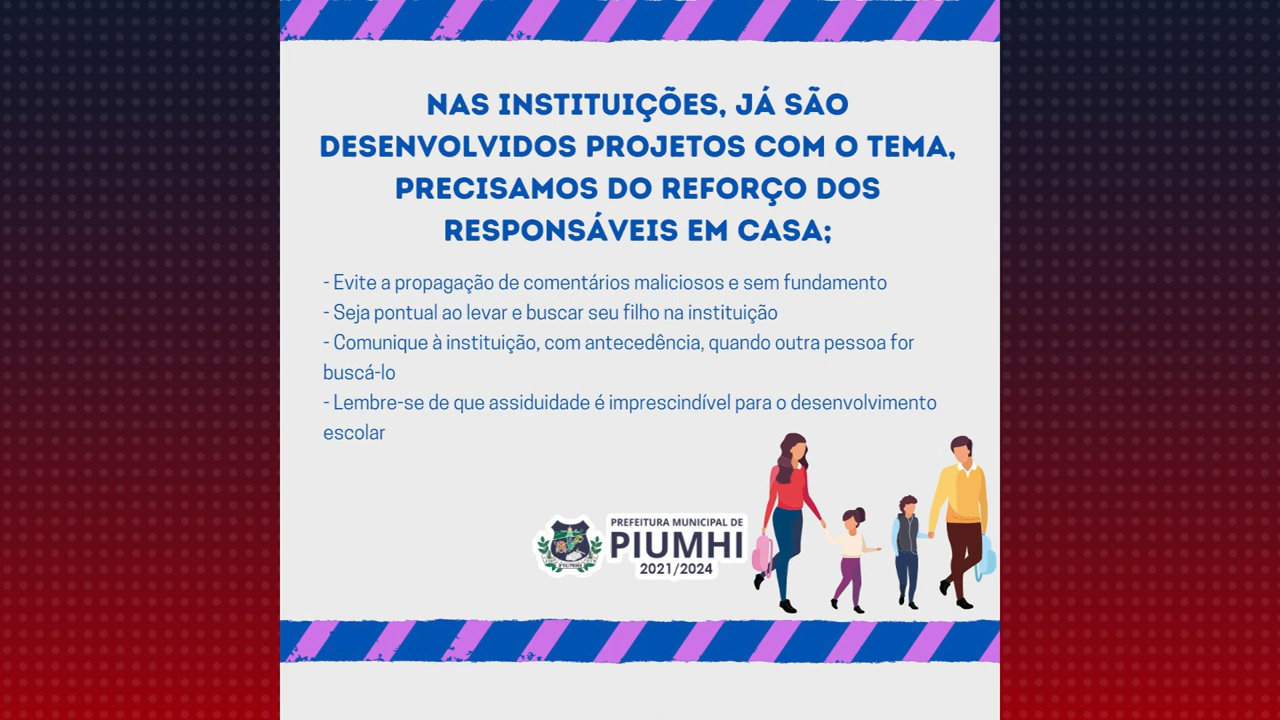 NAS INSTITUIÇÕES, JÁ SÃO
DESENVOLVIDOS PROJETOS COM O TEMA,
PRECISAMOS DO REFORÇO DOS
RESPONSÁVEIS EM CASA;
- Evite a propagação de comentários maliciosos e sem fundamento
- Seja pontual ao levar e buscar seu filho na instituição
- Comunique à instituição, com antecedência, quando outra pessoa for
buscá-lo
- Lembre-se de que assiduidade é imprescindível para o desenvolvimento
escolar
PREFEITURA MUNICIPAL DE
PIUMHI
2021/2024
PIUMHI